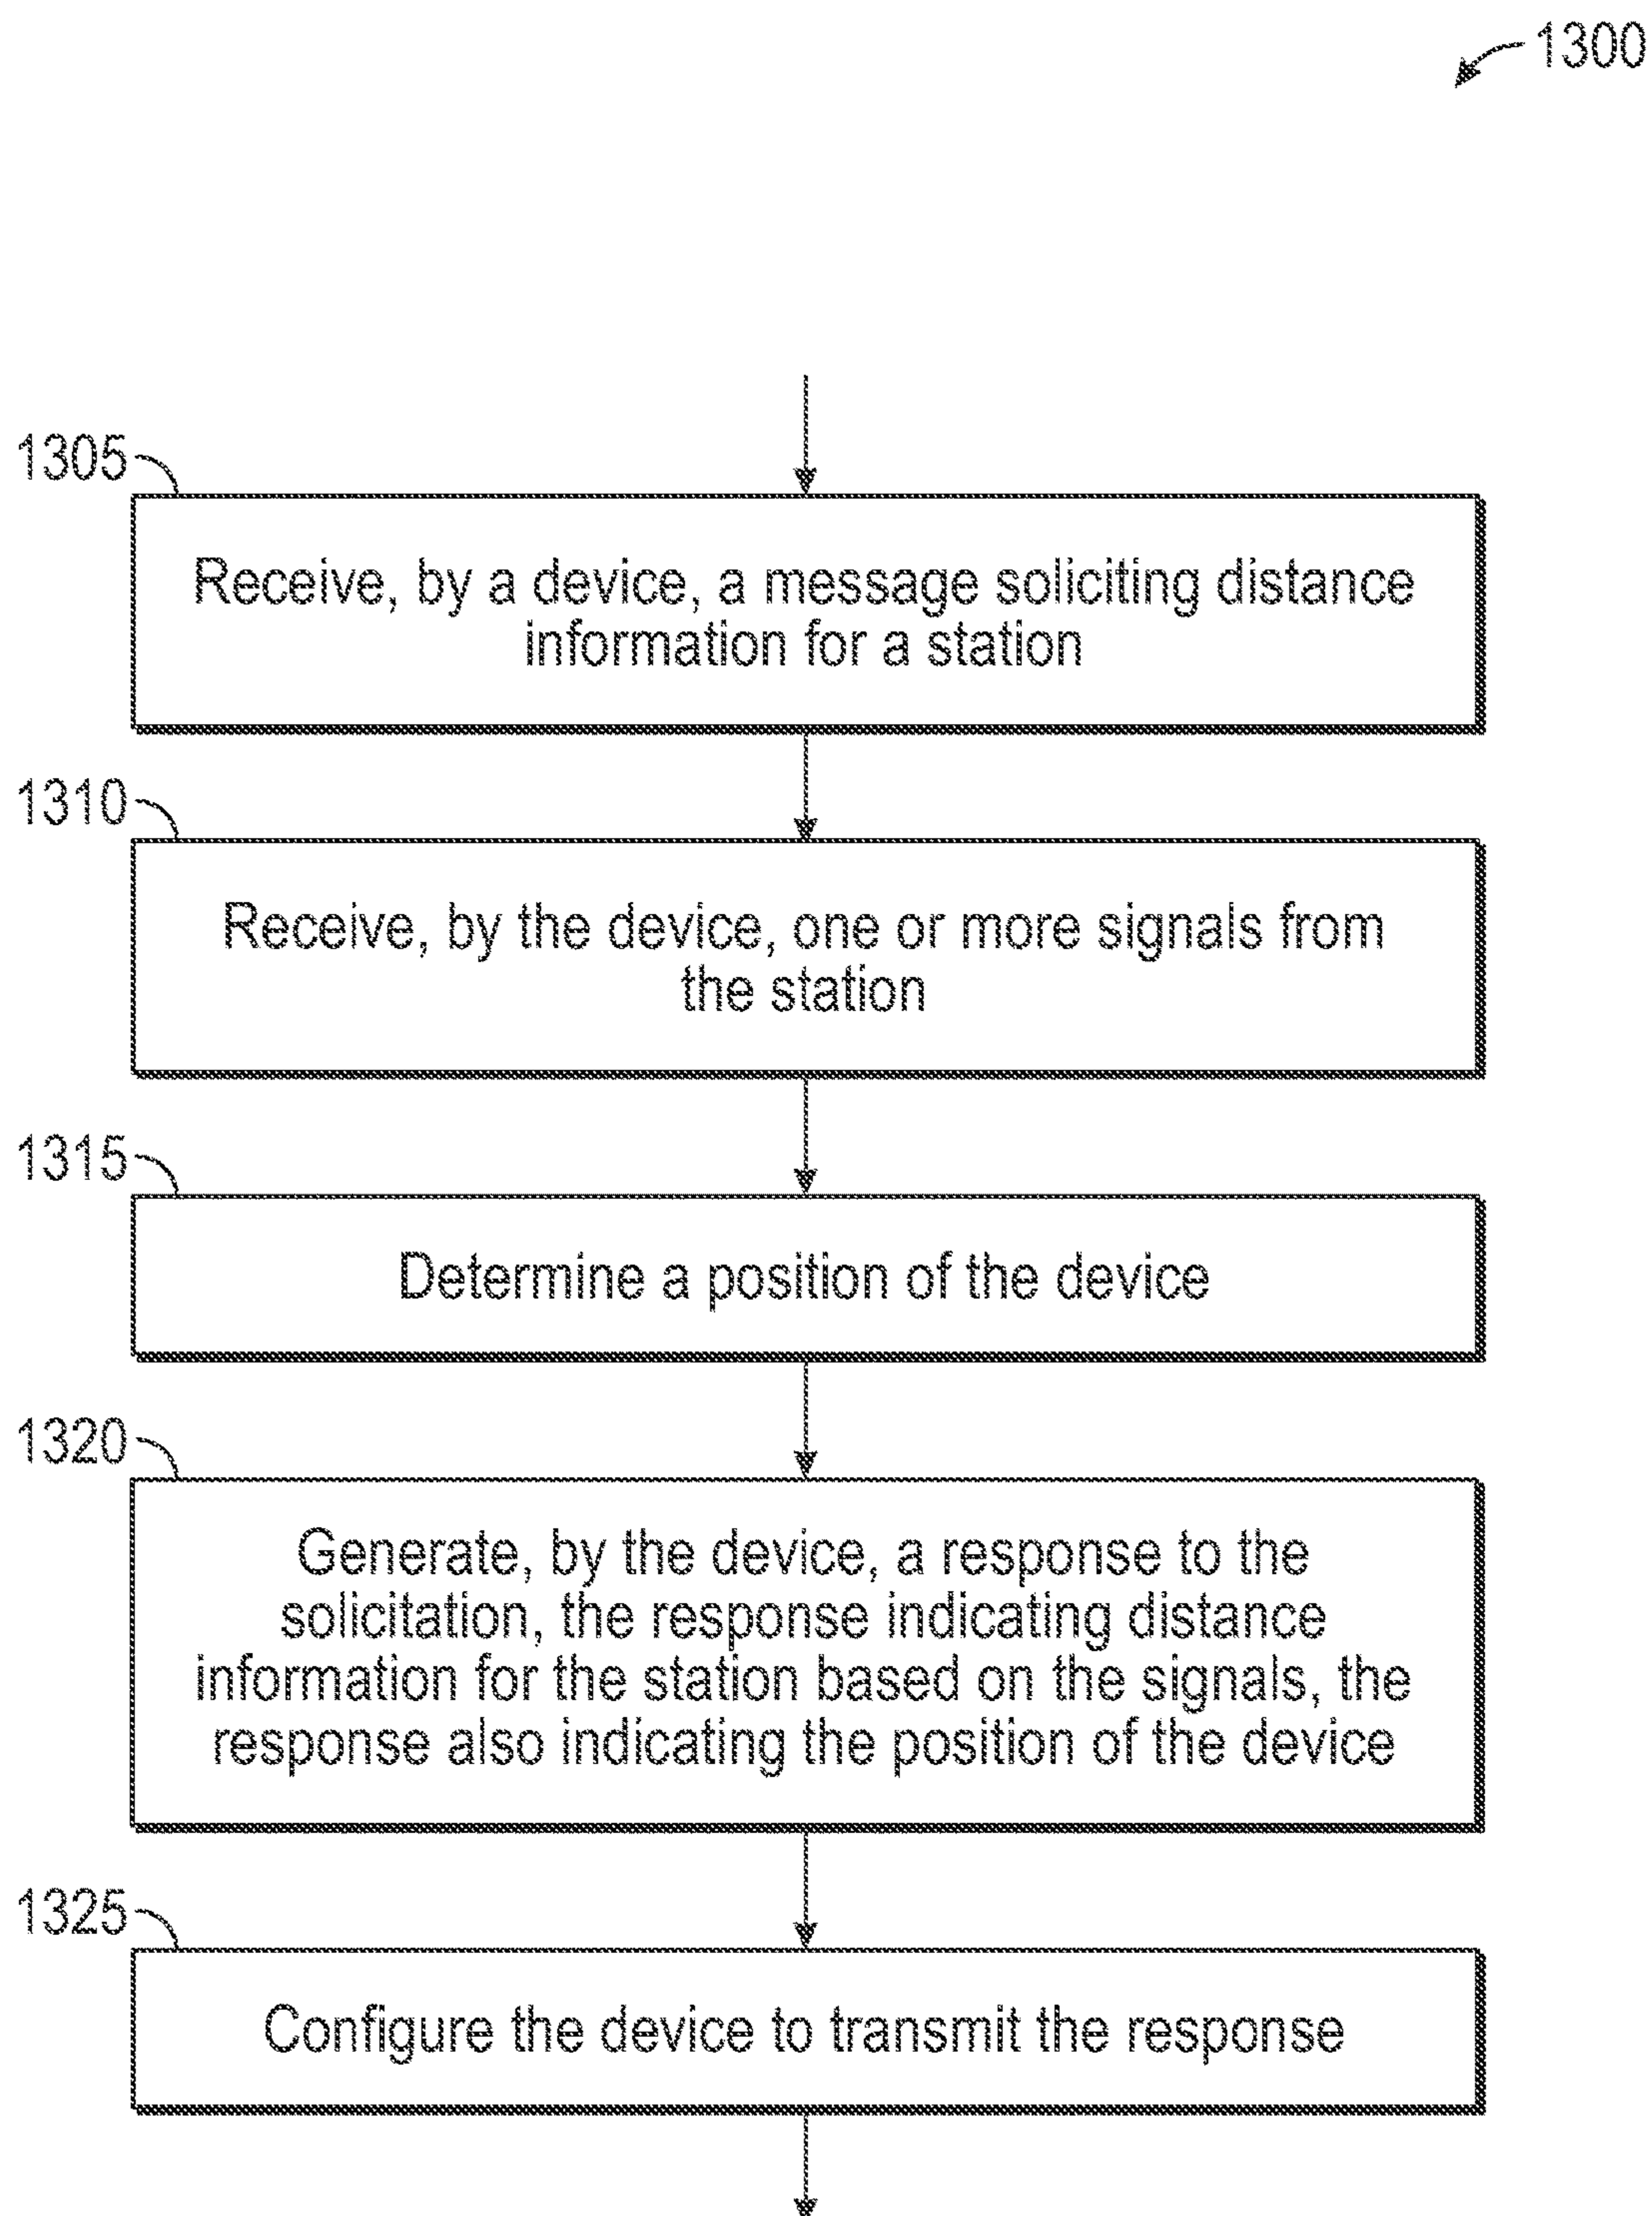 1300
1305
Receive, by a device, a message soliciting distance
information for a station
1310
Receive, by the device, one or more signals from
the station
1315
Determine a position of the device
1320
Generate, by the device, a response to the
solicitation, the response indicating distance
information for the station based on the signals, the
response also indicating the position of the device
1325
Configure the device to transmit the response